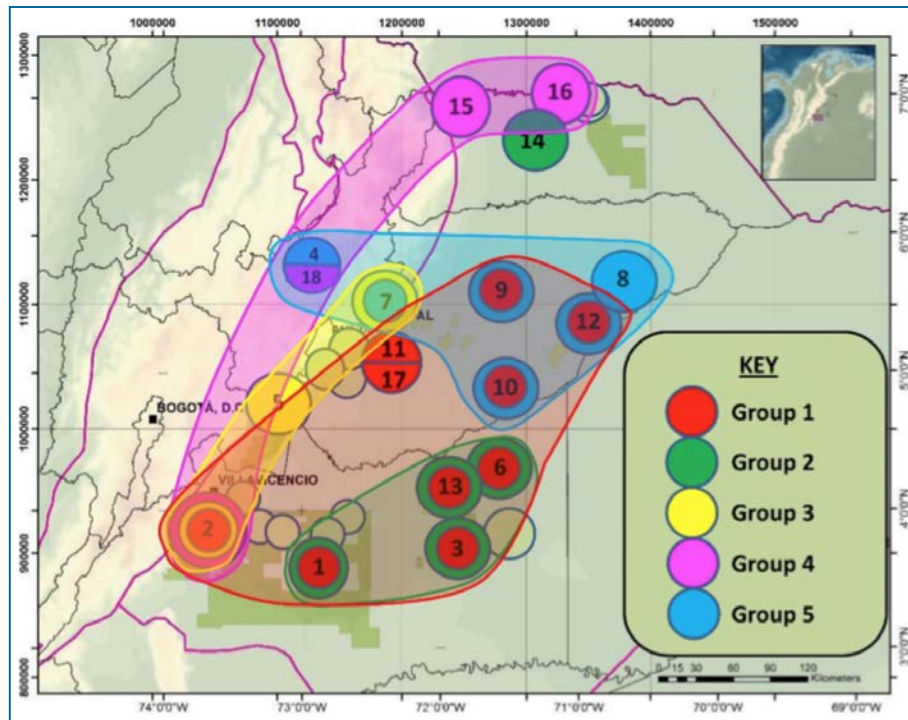 1000000 1100000 1200000 1300000 1400000 1500000
1300000
7°0'0"N
16
15
14
1200000
6°0'0"N
4
18
8
7
9
1100000
AL
12
11
17
5°0'0"N
10
5
BOGOTÁ, D.C.
1000000
VILLAVICENCIO
6
13
4°0'0"N
2
3
900000
1
3°0'0"N
800000
KEY
Group 1
Group 2
Group 3
Group 4
Group 5
0 15 30 60 90 120
Kilometers
74°0'0"W 73°0'0"W 72°0'0"W 71°0'0"W 70°0'0"W 69°0'0"W